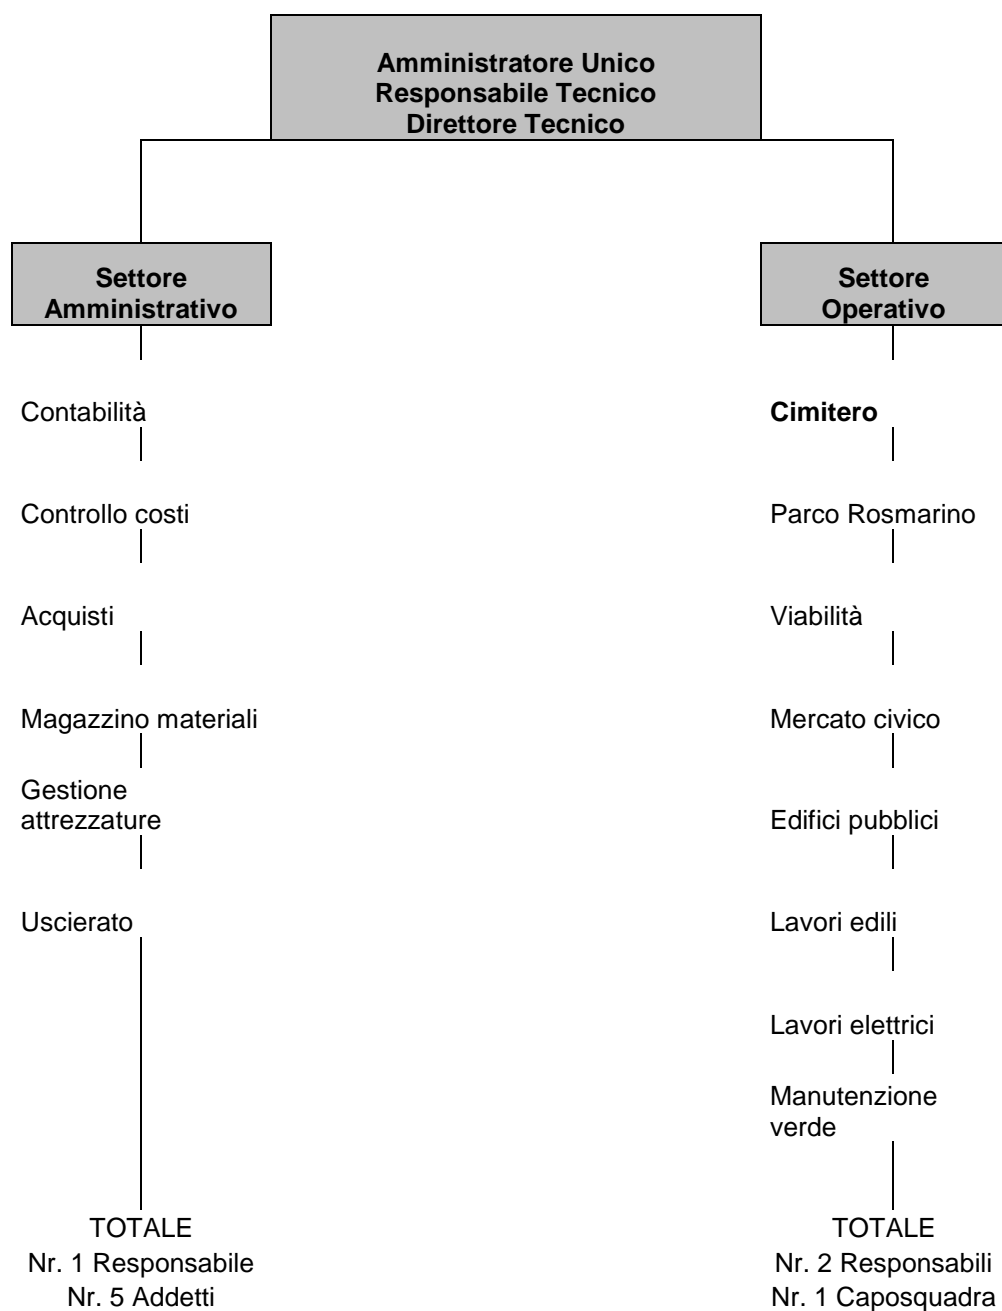 Amministratore Unico
Responsabile Tecnico
Direttore Tecnico
Settore
Amministrativo
Contabilità
Controllo costi
Acquisti
Magazzino materiali
Gestione
attrezzature
Uscierato
TOTALE
Nr. 1 Responsabile
Nr. 5 Addetti
Settore
Operativo
Cimitero
Parco Rosmarino
Viabilità
Mercato civico
Edifici pubblici
Lavori edili
Lavori elettrici
Manutenzione
verde
TOTALE
Nr. 2 Responsabili
Nr. 1 Caposquadra